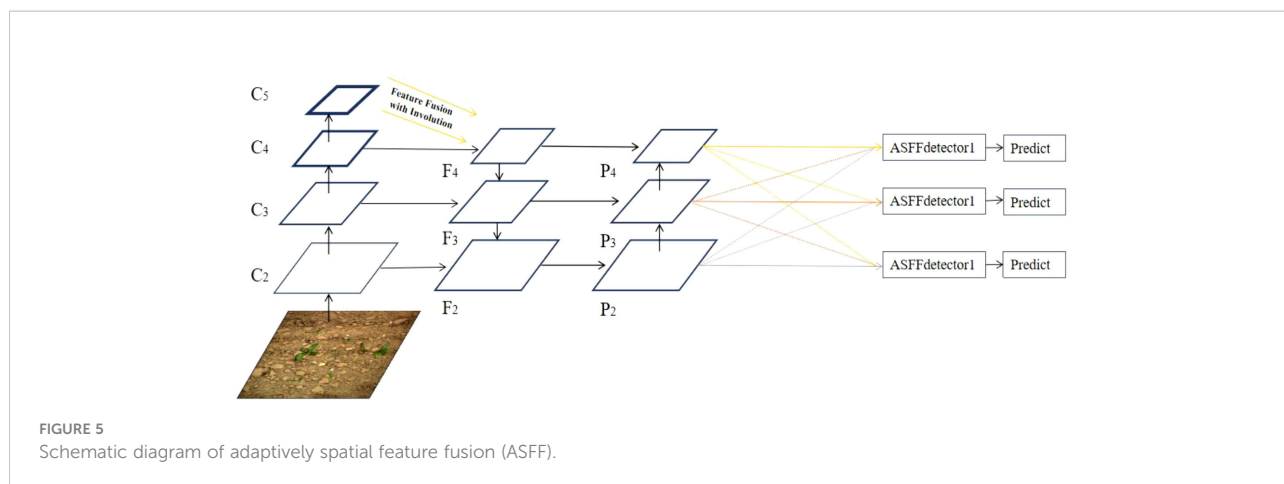 C5
Feature Fusion
with Involution
C4
F4
P4
ASFFdetector1
Predict
C3
F3
P3
ASFFdetector1
Predict
C2
F2
P2
ASFFdetector1
Predict
FIGURE 5
Schematic diagram of adaptively spatial feature fusion (ASFF).